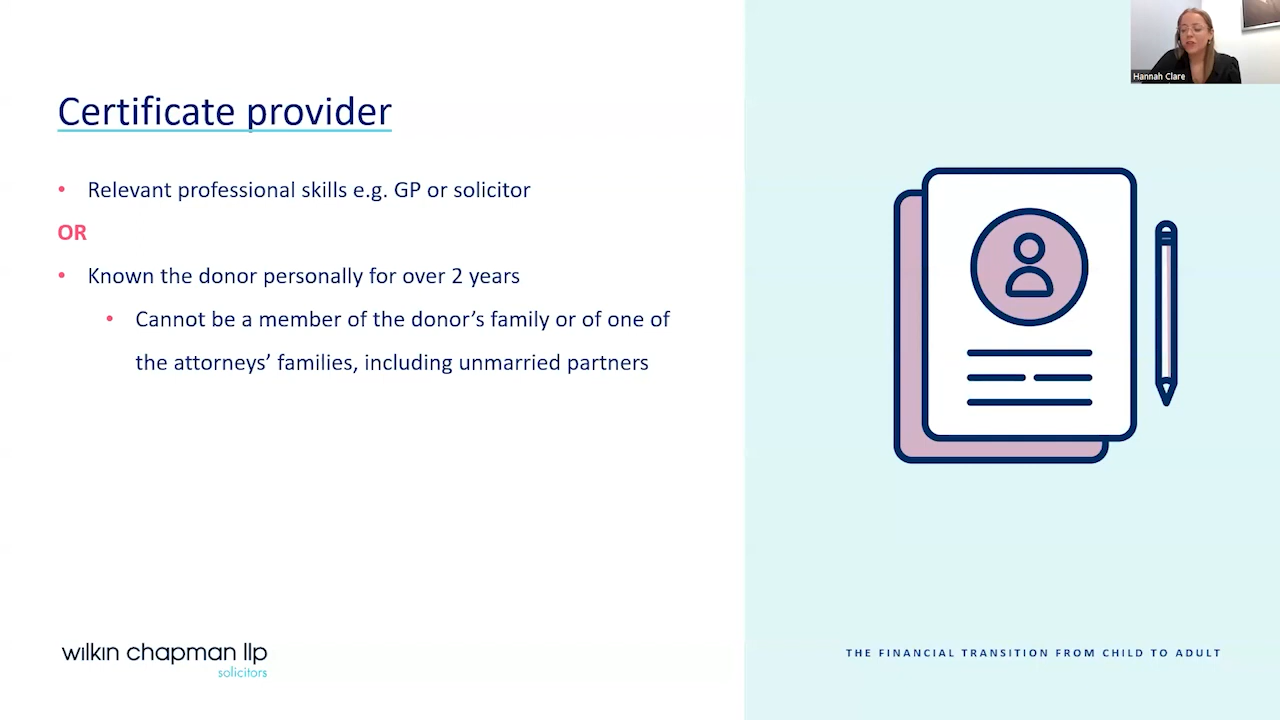 Hannah Clare
Certificate provider
• Relevant professional skills e.g. GP or solicitor
OR
• Known the donor personally for over 2 years
• Cannot be a member of the donor’s family or of one of
the attorneys’ families, including unmarried partners
wilkin chapman llp
solicitors
THE FINANCIAL TRANSITION FROM CHILD TO ADULT